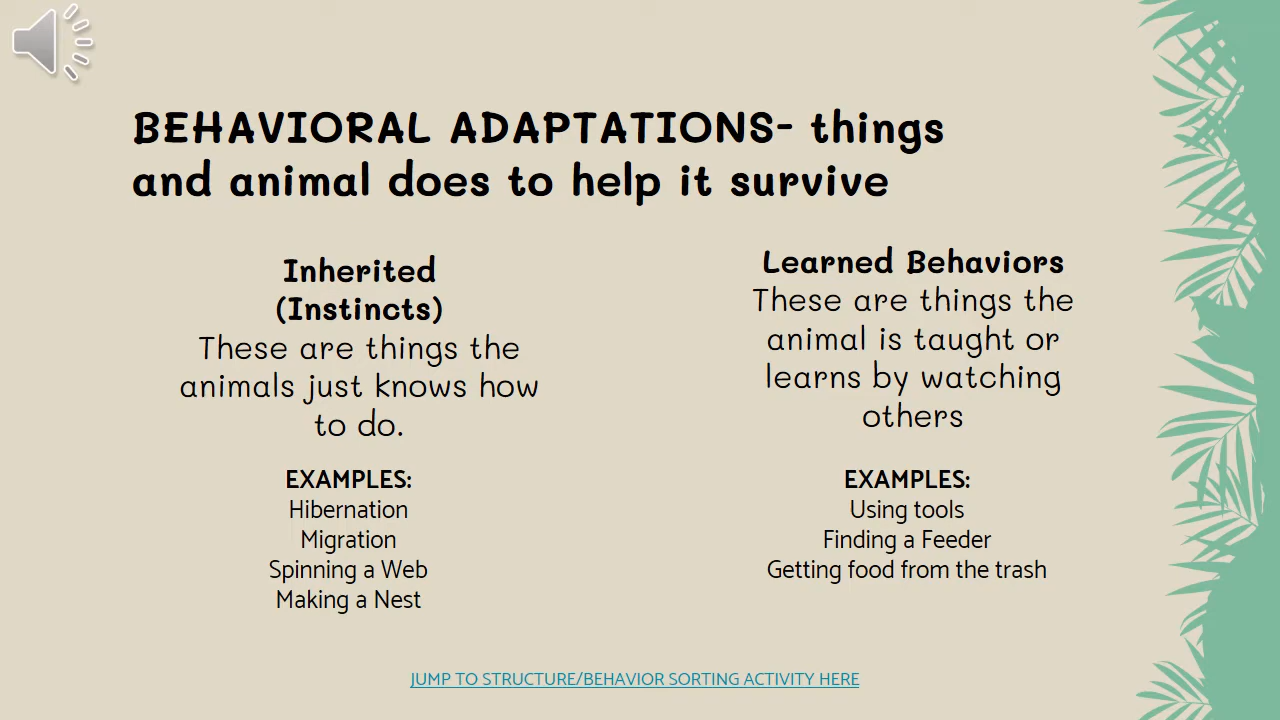 BEHAVIORAL ADAPTATIONS- things
and animal does to help it survive
Inherited
(Instincts)
These are things the
animals just knows how
to do.
EXAMPLES:
Hibernation
Migration
Spinning a Web
Making a Nest
Learned Behaviors
These are things the
animal is taught or
learns by watching
others
EXAMPLES:
Using tools
Finding a Feeder
Getting food from the trash
JUMP TO STRUCTURE/BEHAVIOR SORTING ACTIVITY HERE